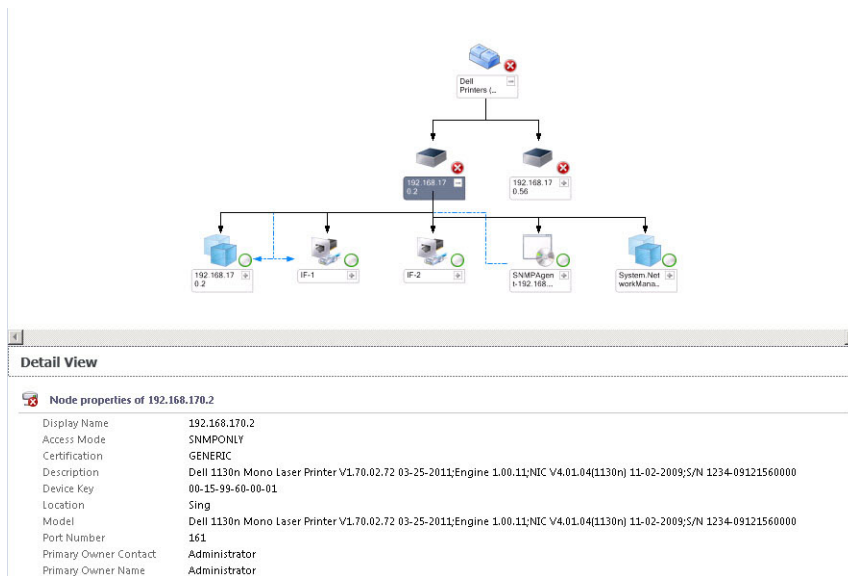 Dell
Printers (...
192.168.17
0.2
192.168.17
0.56
192.168.17
0.2
IF-1
IF-2
SNMPAgen
t-192.168...
System.Net
workMana...
Detail View
Node properties of 192.168.170.2
Display Name 192.168.170.2
Access Mode SNMPONLY
Certification GENERIC
Description Dell 1130n Mono Laser Printer V1.70.02.72 03-25-2011;Engine 1.00.11;NIC V4.01.04(1130n) 11-02-2009;S/N 1234-09121560000
Device Key 00-15-99-60-00-01
Location Sing
Model Dell 1130n Mono Laser Printer V1.70.02.72 03-25-2011;Engine 1.00.11;NIC V4.01.04(1130n) 11-02-2009;S/N 1234-09121560000
Port Number 161
Primary Owner Contact Administrator
Primary Owner Name Administrator